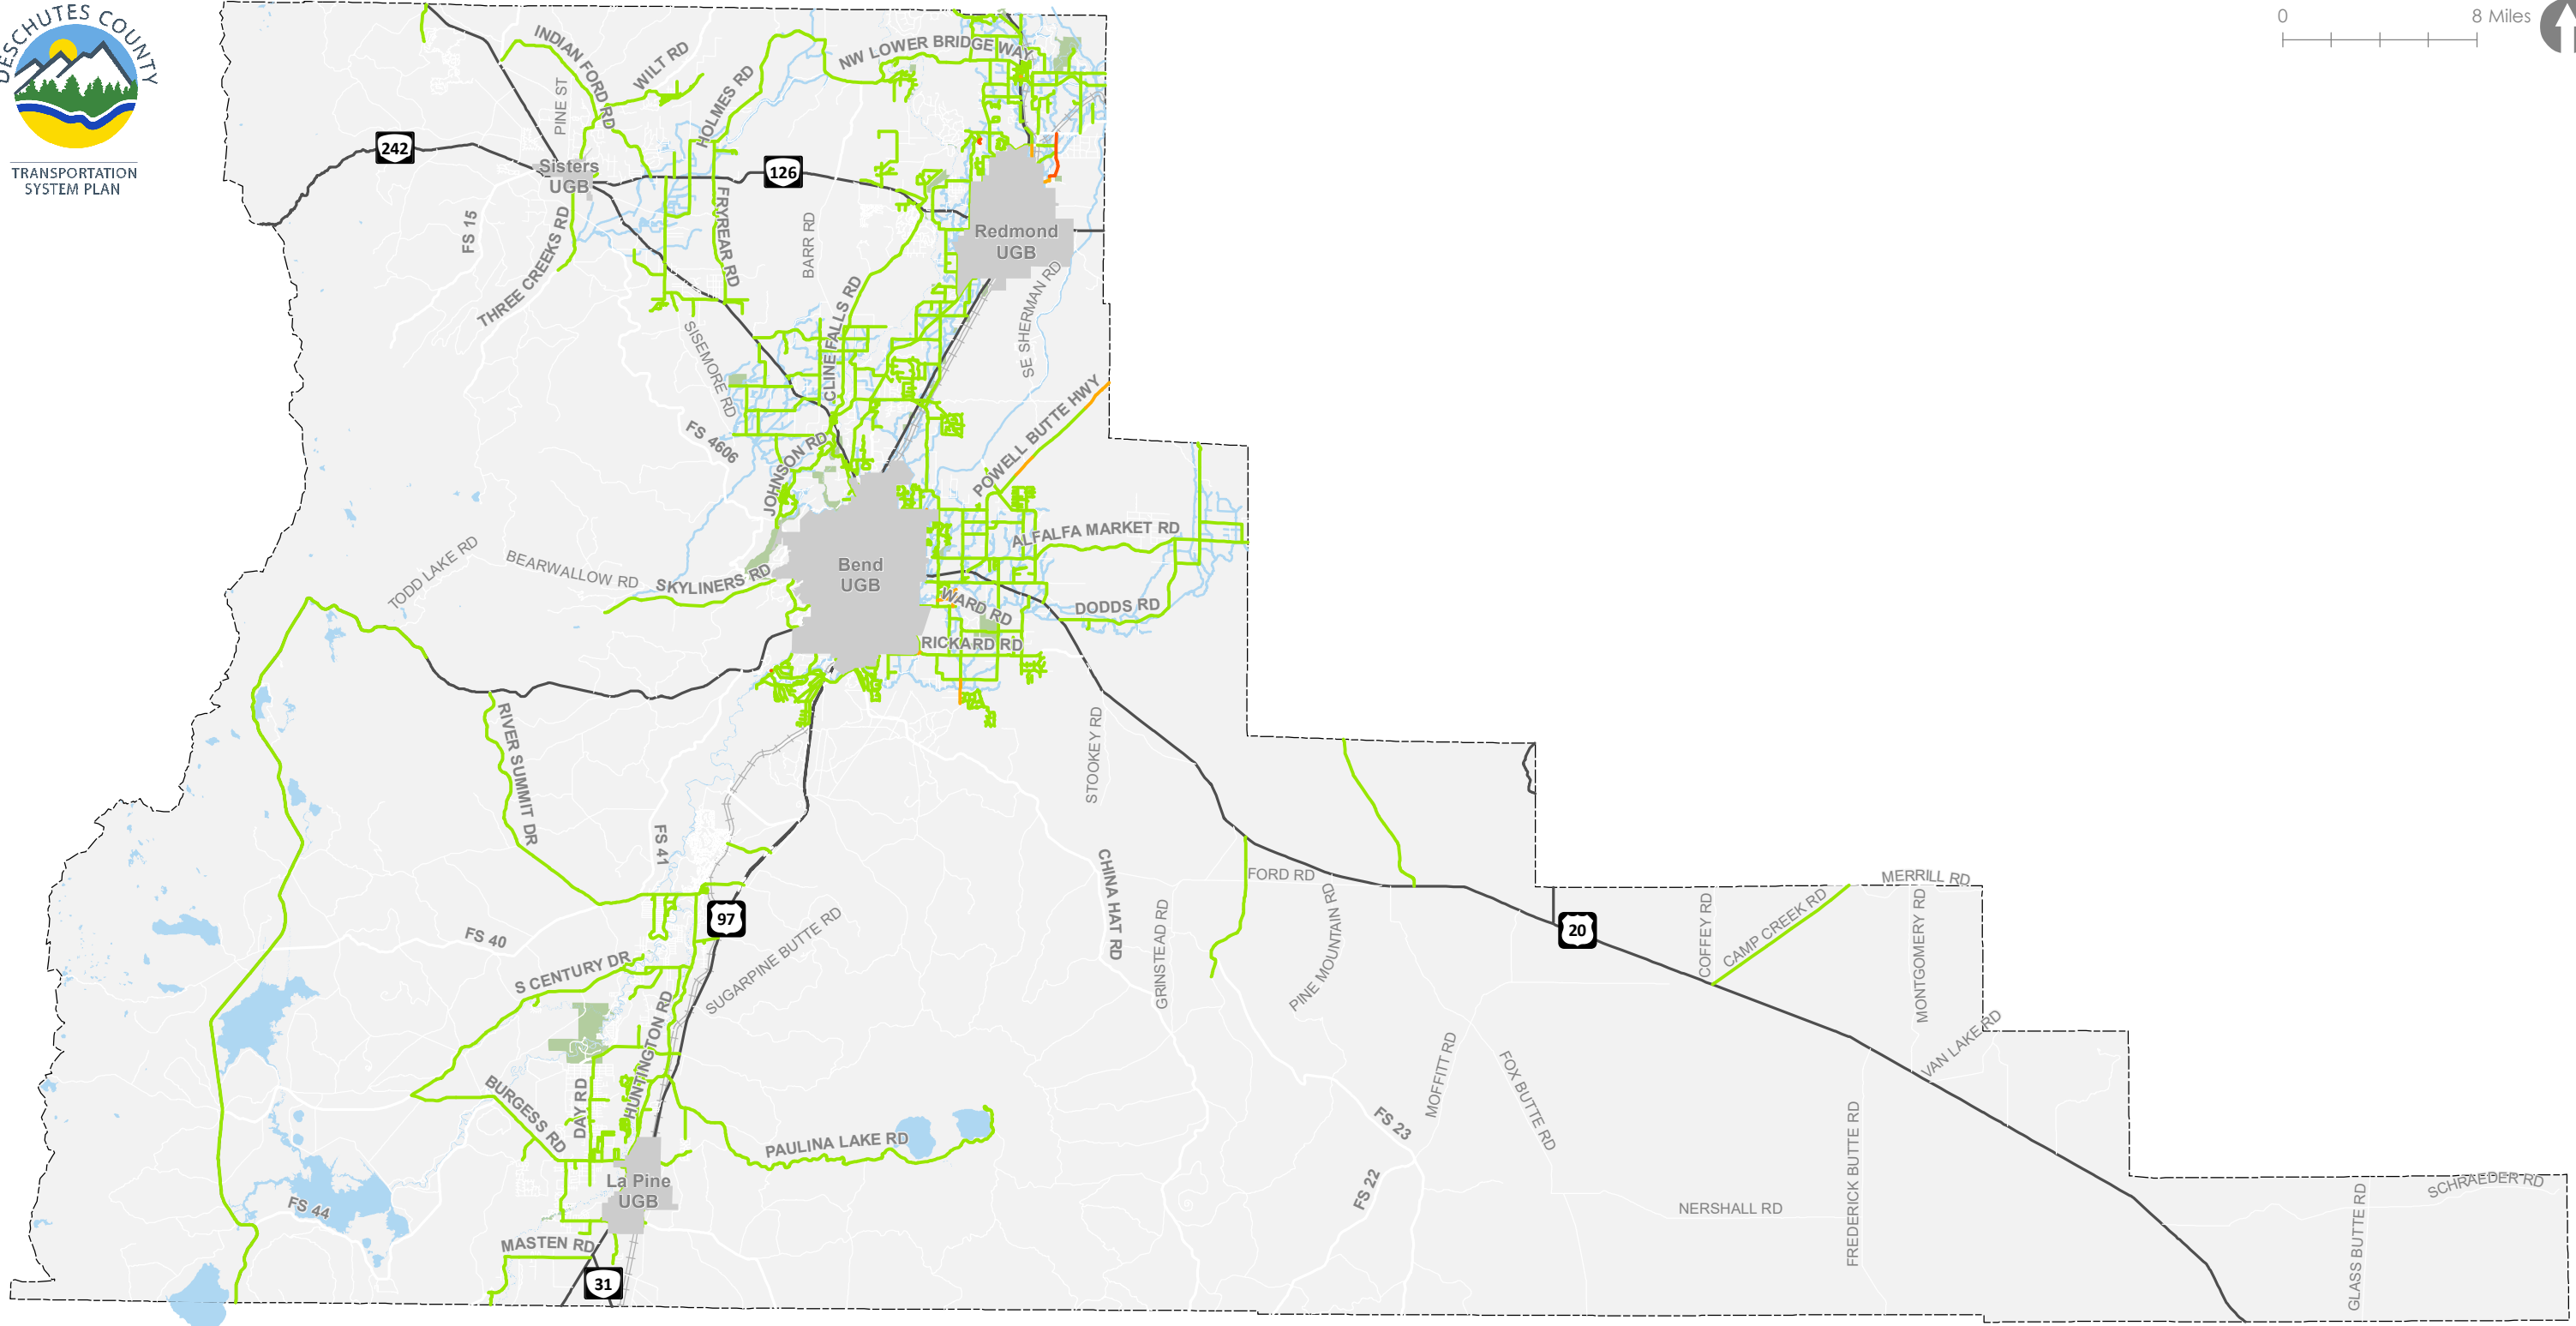 DESCHUTES COUNTY
TRANSPORTATION
SYSTEM PLAN
0
8 Miles
INDIAN FORD RD
WILT RD
NW LOWER BRIDGE WAY
PINE ST
HOLMES RD
242
Sisters
UGB
126
FS 15
THREE CREEKS RD
FRYREAR RD
BARR RD
Redmond
UGB
SE SHERMAN RD
SISEMORE RD
CLINE FALLS RD
POWELL BUTTE HWY
FS 4606
JOHNSON RD
ALFALFA MARKET RD
TODD LAKE RD
BEARWALLOW RD
SKYLINERS RD
Bend
UGB
WARD RD
DODDS RD
RICKARD RD
RIVER SUMMIT DR
STOOKEY RD
FS 41
CHINA HAT RD
FORD RD
MERRILL RD
97
SUGARPINE BUTTE RD
GRINSTEAD RD
PINE MOUNTAIN RD
20
COFFEY RD
CAMP CREEK RD
MONTGOMERY RD
FS 40
S CENTURY DR
HUNTINGTON RD
VAN LAKE RD
MOFFITT RD
FOX BUTTE RD
BURGESS RD
DAY RD
PAULINA LAKE RD
FS 23
FREDERICK BUTTE RD
La Pine
UGB
FS 44
FS 22
NERSHALL RD
SCHRAEDER RD
GLASS BUTTE RD
MASTEN RD
31